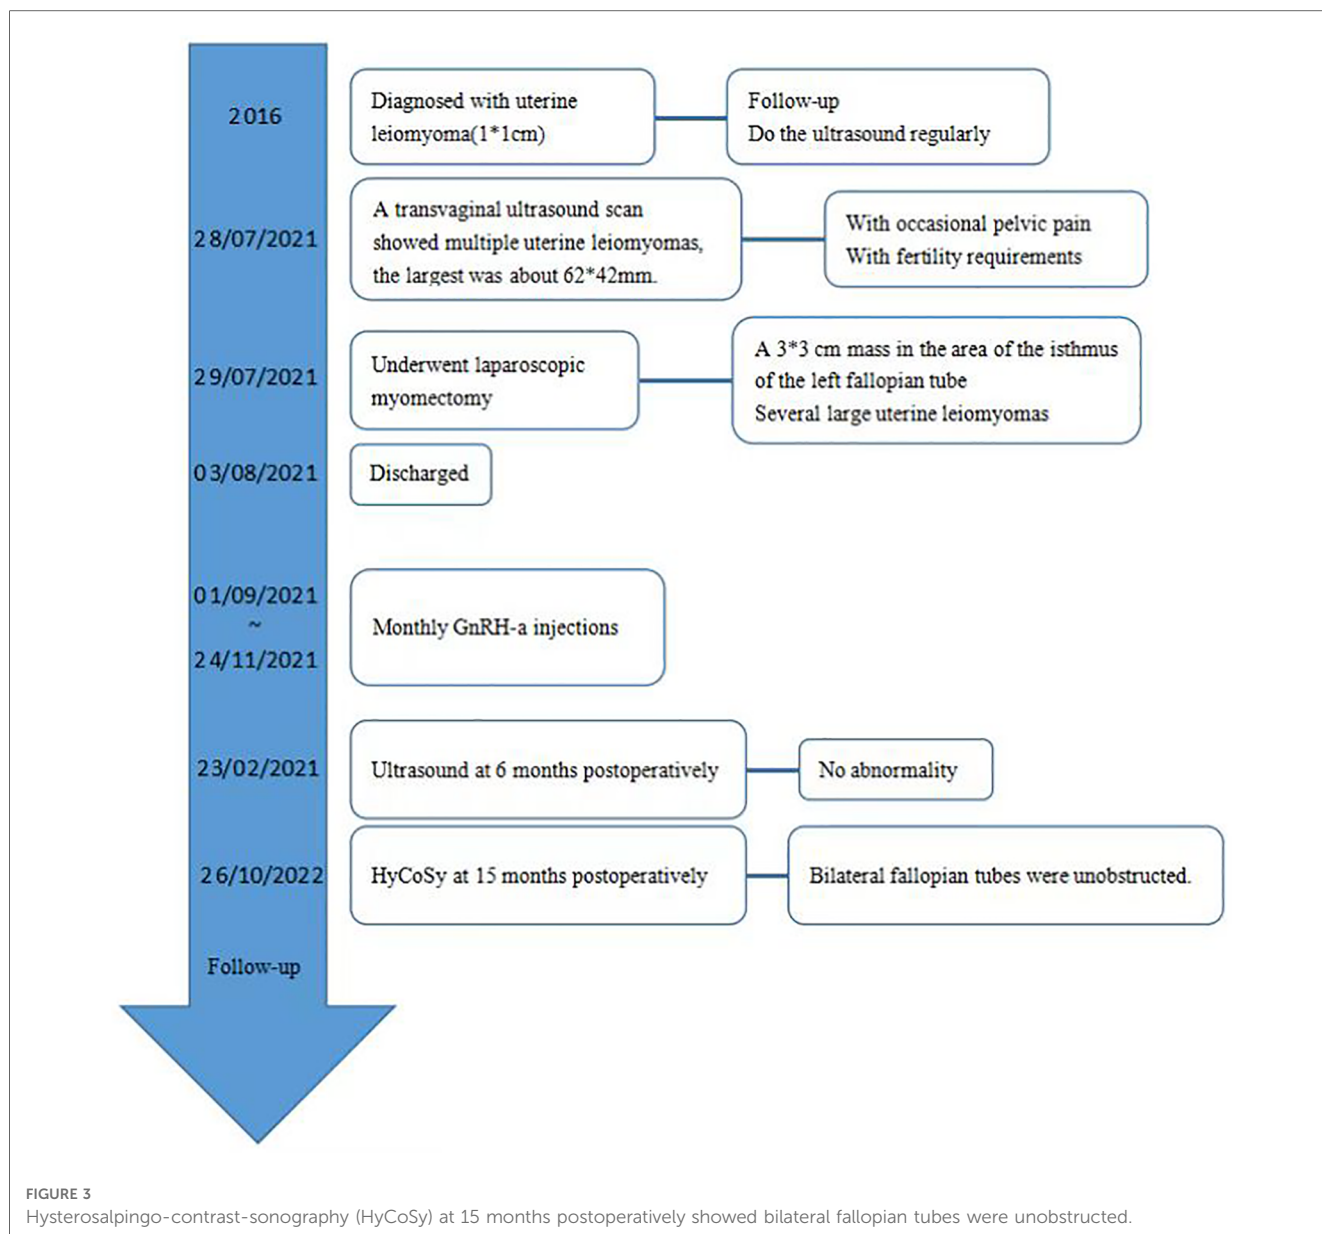 2016
Diagnosed with uterine
leiomyoma(1*1cm)
Follow-up
Do the ultrasound regularly
28/07/2021
A transvaginal ultrasound scan
showed multiple uterine leiomyomas,
the largest was about 62*42mm.
With occasional pelvic pain
With fertility requirements
29/07/2021
Underwent laparoscopic
myomectomy
A 3*3 cm mass in the area of the isthmus
of the left fallopian tube
Several large uterine leiomyomas
03/08/2021
Discharged
01/09/2021
~
24/11/2021
Monthly GnRH-a injections
23/02/2021
Ultrasound at 6 months postoperatively
No abnormality
26/10/2022
HyCoSy at 15 months postoperatively
Bilateral fallopian tubes were unobstructed.
Follow-up
FIGURE 3
Hysterosalpingo-contrast-sonography (HyCoSy) at 15 months postoperatively showed bilateral fallopian tubes were unobstructed.